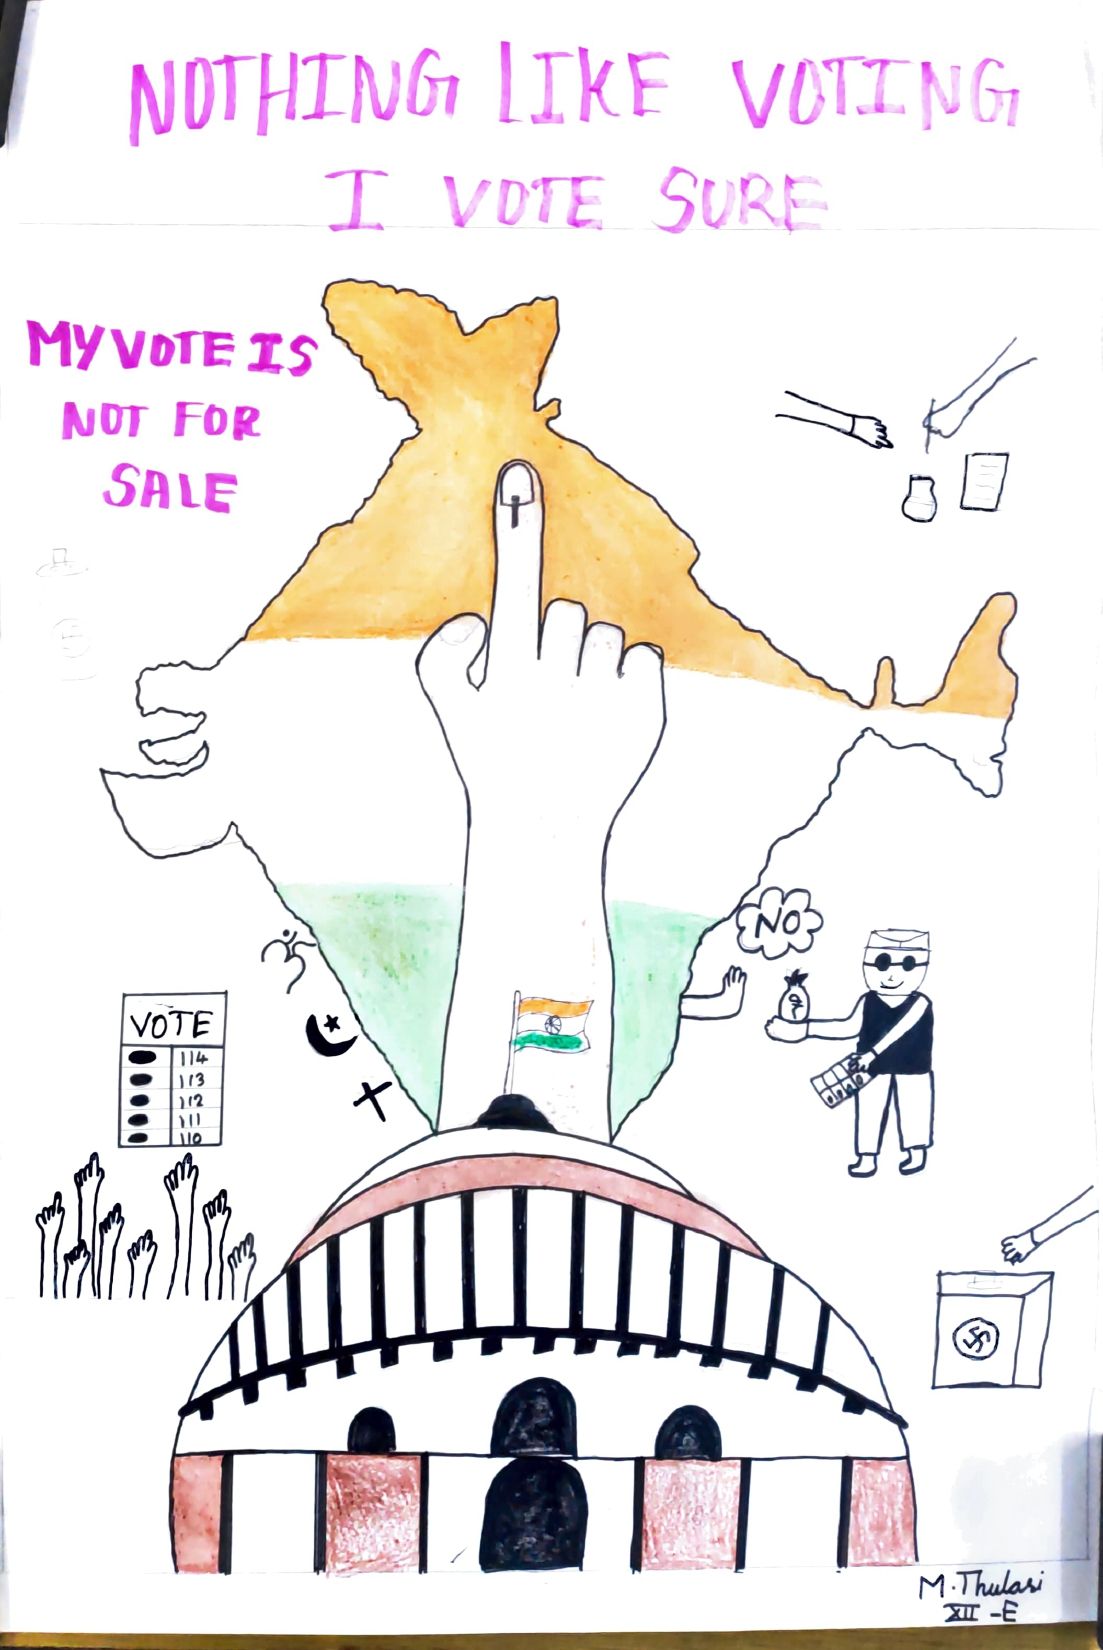 NOTHING LIKE VOTING
I VOTE SURE
MY VOTE IS
NOT FOR
SALE
NO
VOTE
114
113
112
111
110
M. Thulasi
XII - E